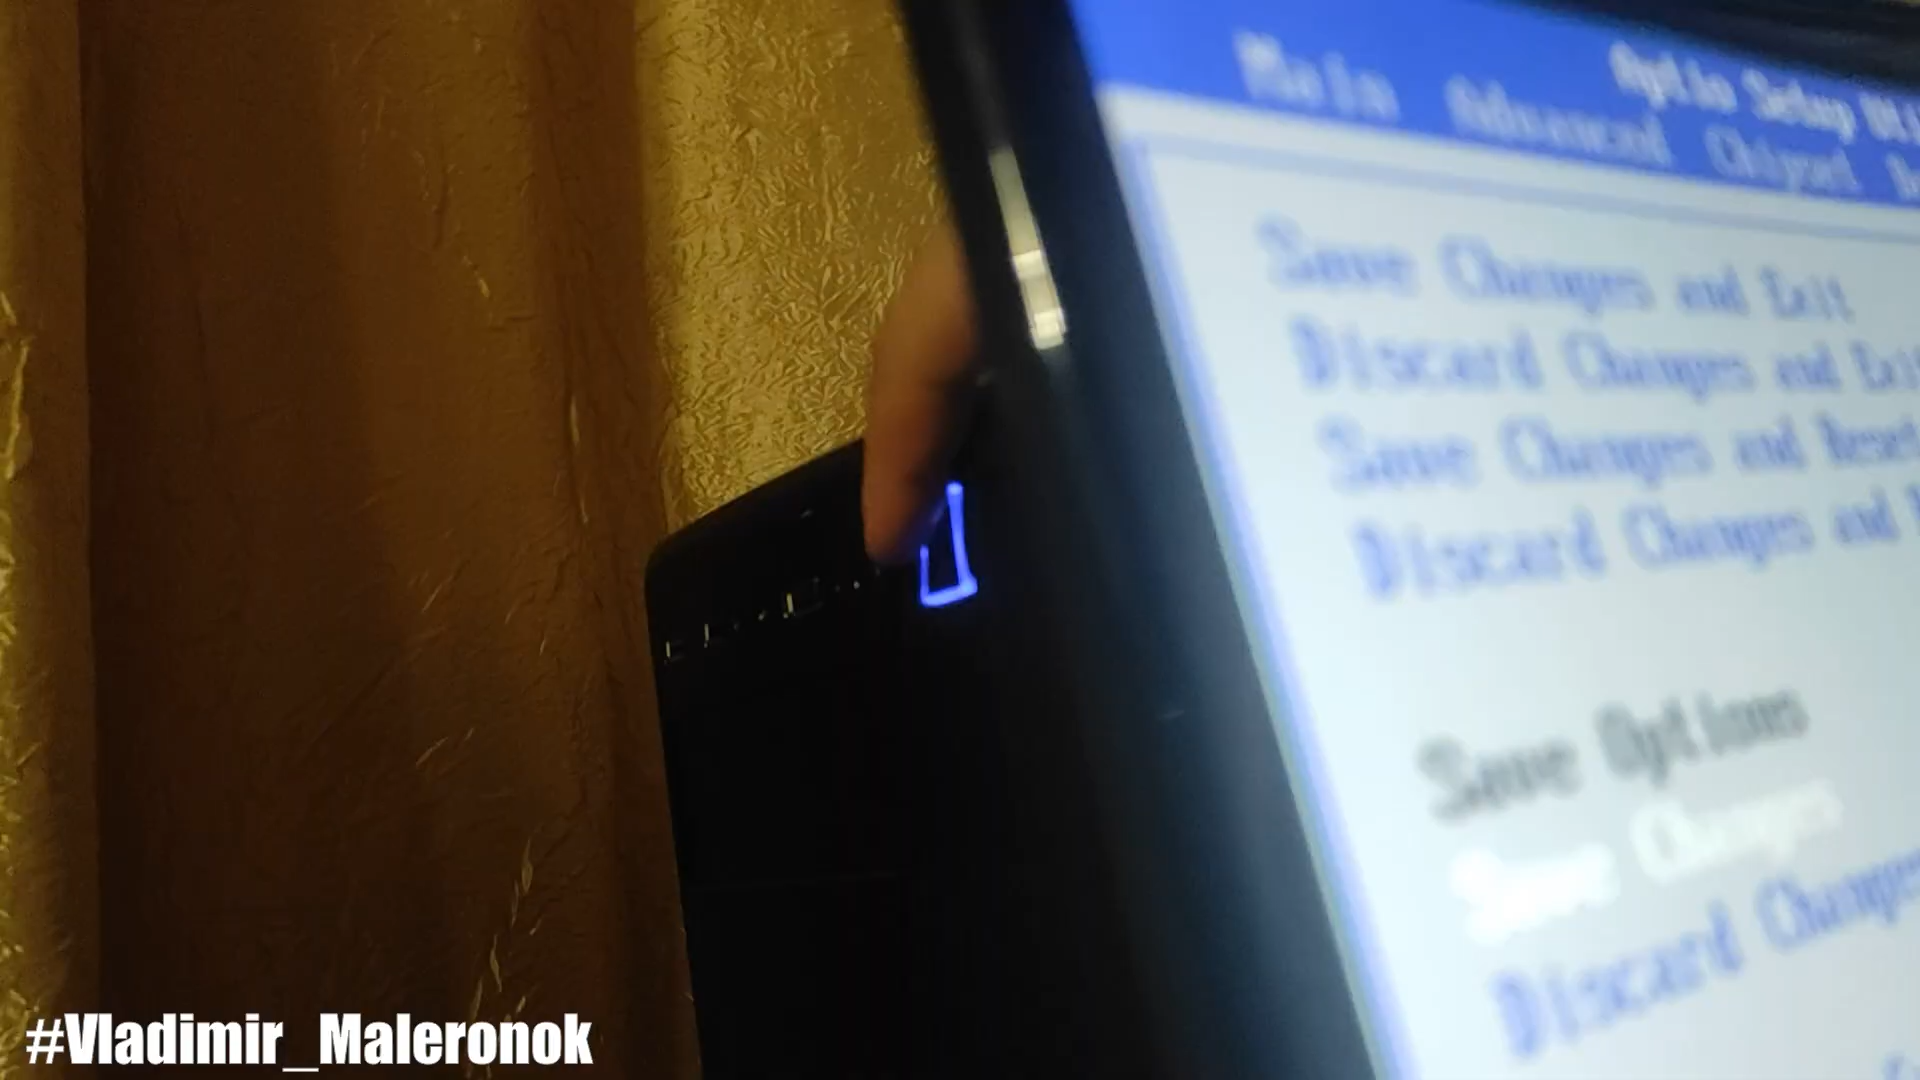 Aptio Setup
Main Advanced Chipset
Save Changes and Exit
Discard Changes and Exit
Save Changes and Reset
Discard Changes and
Save Options
Save Changes
Discard Changes
#Vladimir_Maleronok